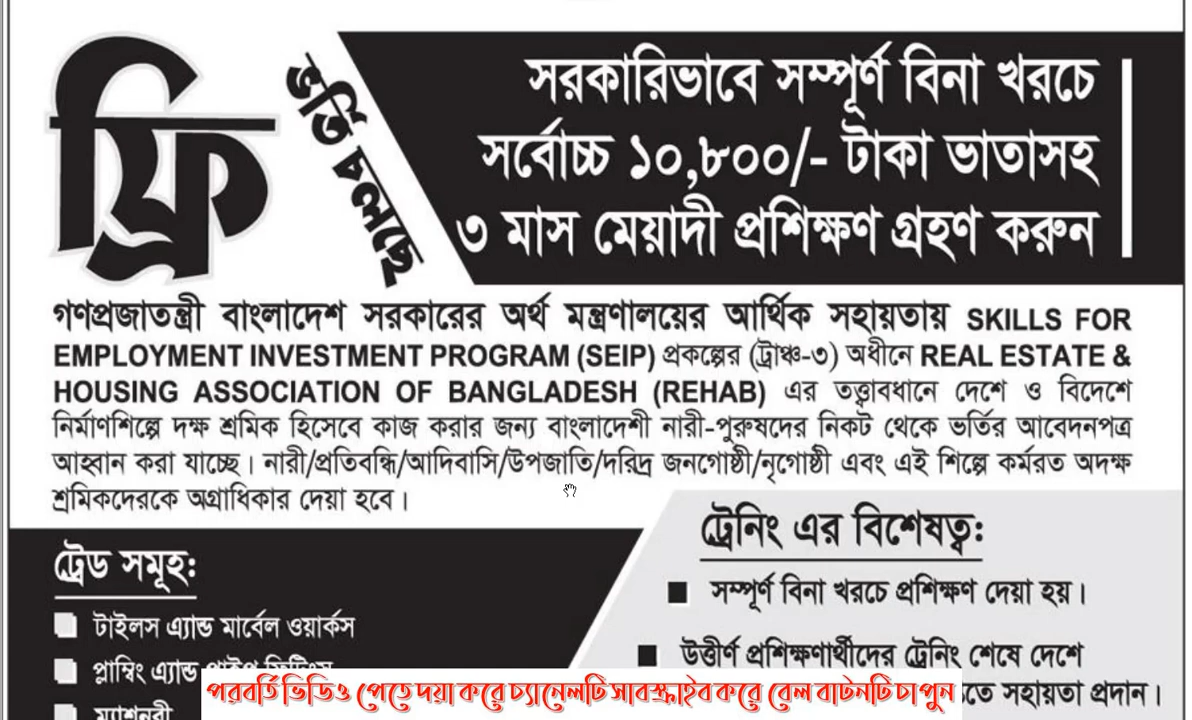 ফ্রি
ভর্তি চলছে
সরকারিভাবে সম্পূর্ণ বিনা খরচে
সর্বোচ্চ ১০,৮০০/- টাকা ভাতাসহ
৩ মাস মেয়াদী প্রশিক্ষণ গ্রহণ করুন
গণপ্রজাতন্ত্রী বাংলাদেশ সরকারের অর্থ মন্ত্রণালয়ের আর্থিক সহায়তায় SKILLS FOR
EMPLOYMENT INVESTMENT PROGRAM (SEIP) প্রকল্পের (ট্রাঞ্চ-৩) অধীনে REAL ESTATE &
HOUSING ASSOCIATION OF BANGLADESH (REHAB) এর তত্ত্বাবধানে দেশে ও বিদেশে
নির্মাণশিল্পে দক্ষ শ্রমিক হিসেবে কাজ করার জন্য বাংলাদেশী নারী-পুরুষদের নিকট থেকে ভর্তির আবেদনপত্র
আহ্বান করা যাচ্ছে। নারী/প্রতিবন্ধি/আদিবাসি/উপজাতি/দরিদ্র জনগোষ্ঠী/নৃগোষ্ঠী এবং এই শিল্পে কর্মরত অদক্ষ
শ্রমিকদেরকে অগ্রাধিকার দেয়া হবে।
ট্রেড সমূহ:
টাইলস এ্যান্ড মার্বেল ওয়ার্কস
প্লাম্বিং এ্যান্ড পাইপ ফিটিংস
ম্যাশনরী
ট্রেনিং এর বিশেষত্ব:
সম্পূর্ণ বিনা খরচে প্রশিক্ষণ দেয়া হয়।
উত্তীর্ণ প্রশিক্ষণার্থীদের ট্রেনিং শেষে দেশে
সহায়তা প্রদান।
পরবর্তি ভিডিও পেতে দয়া করে চ্যানেলটি সাবস্ক্রাইব করে বেল বাটনটি চাপুন